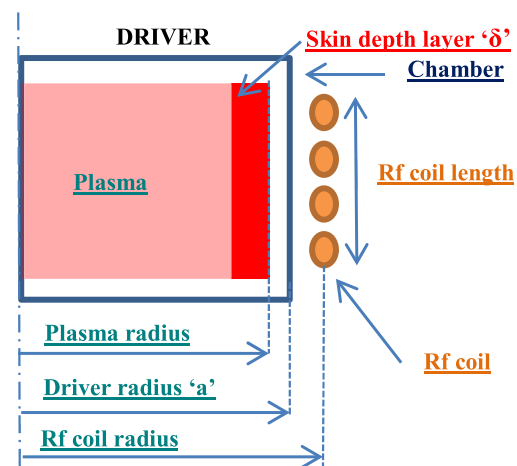 DRIVER
Skin depth layer ‘δ’
Chamber
Plasma
Rf coil length
Plasma radius
Rf coil
Driver radius ‘a’
Rf coil radius